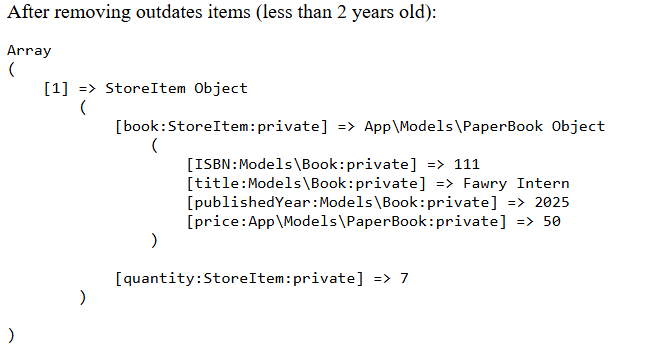 After removing outdates items (less than 2 years old):
Array
(
    [1] => StoreItem Object
        (
            [book:StoreItem:private] => App\Models\PaperBook Object
                (
                    [ISBN:Models\Book:private] => 111
                    [title:Models\Book:private] => Fawry Intern
                    [publishedYear:Models\Book:private] => 2025
                    [price:App\Models\PaperBook:private] => 50
                )
            [quantity:StoreItem:private] => 7
        )
)